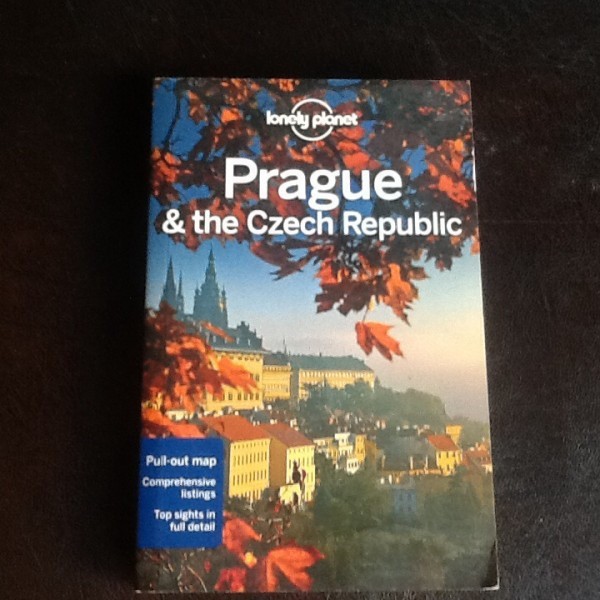 lonely planet
Prague
& the Czech Republic
Pull-out map
Comprehensive
listings
Top sights in
full detail